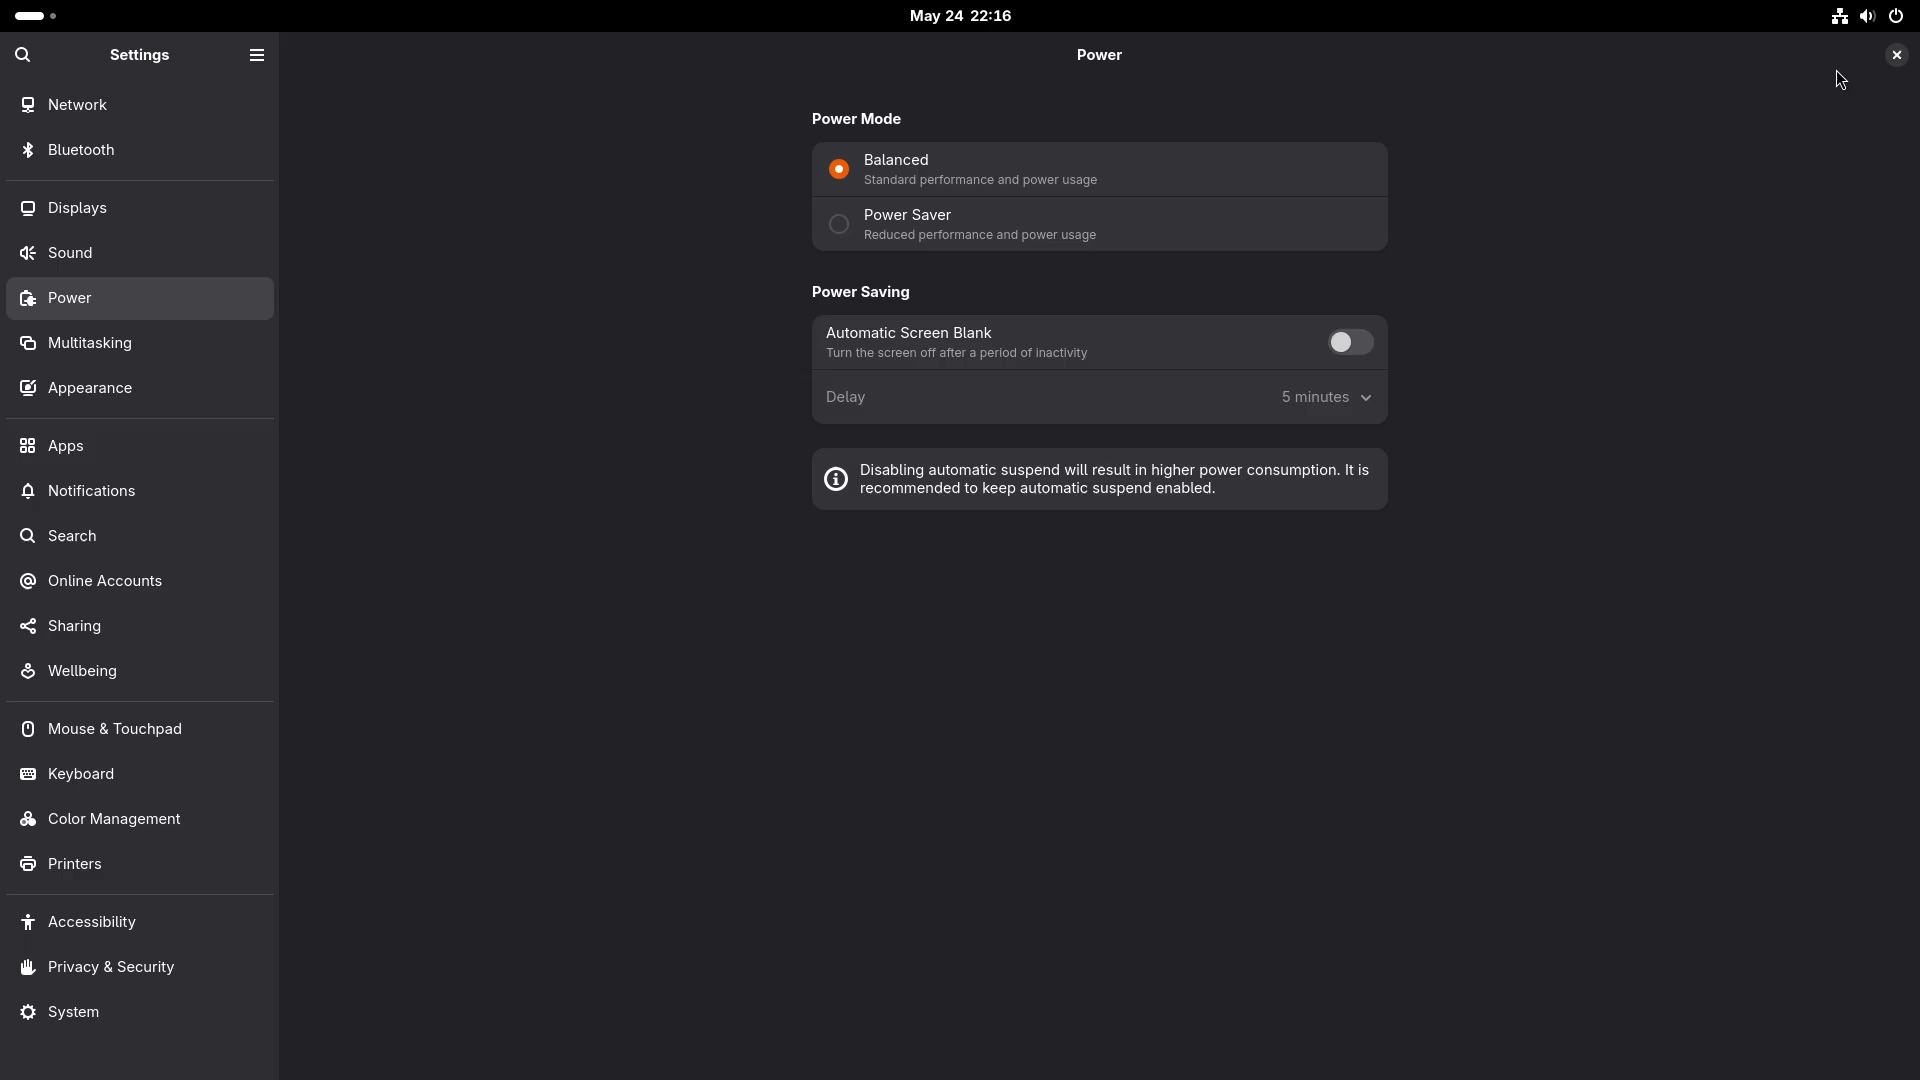 May 24 22:16
Settings
Power
Network
Bluetooth
Displays
Sound
Power
Multitasking
Appearance
Apps
Notifications
Search
Online Accounts
Sharing
Wellbeing
Mouse & Touchpad
Keyboard
Color Management
Printers
Accessibility
Privacy & Security
System
Power Mode
Balanced
Standard performance and power usage
Power Saver
Reduced performance and power usage
Power Saving
Automatic Screen Blank
Turn the screen off after a period of inactivity
Delay 5 minutes
Disabling automatic suspend will result in higher power consumption. It is
recommended to keep automatic suspend enabled.